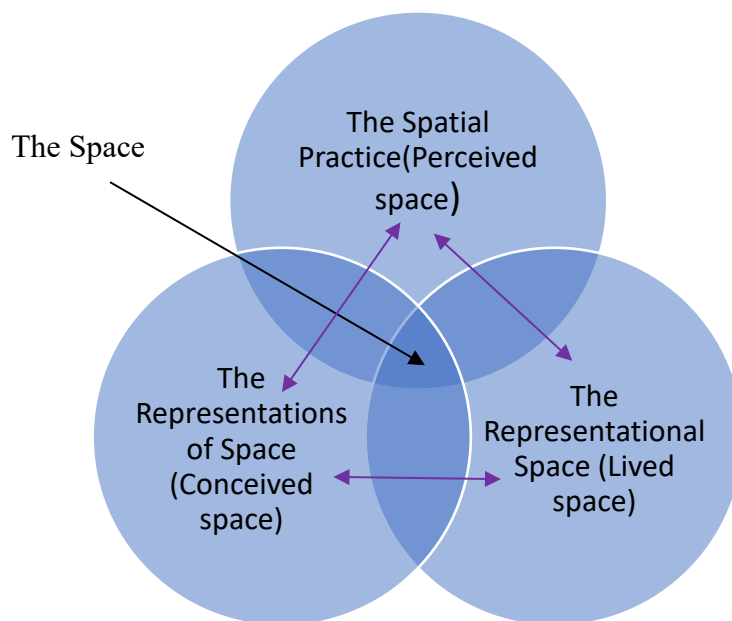 The Space
The Spatial
Practice(Perceived
space)
The
Representations
of Space
(Conceived
space)
The
Representational
Space (Lived
space)